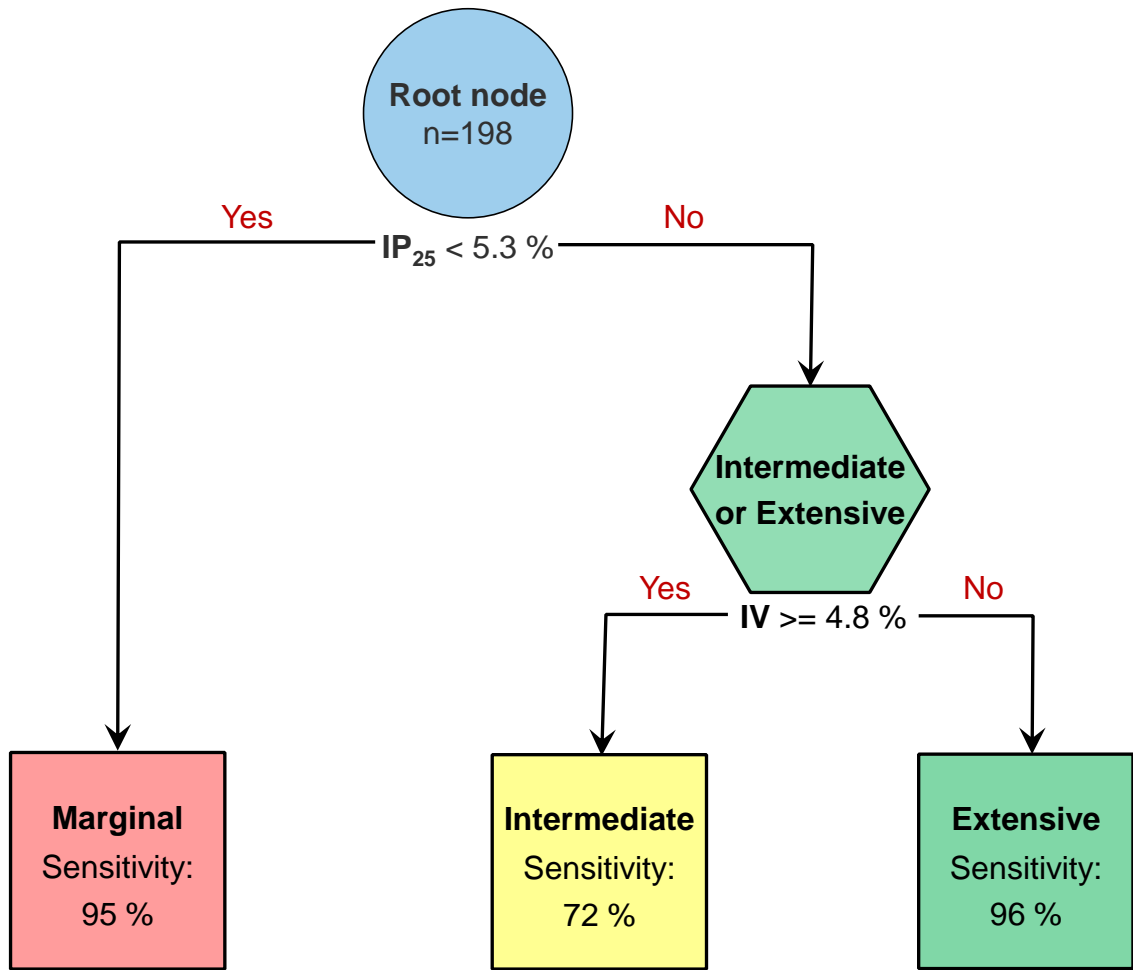 Root node
n=198
Yes
No
IP25 < 5.3 %
Intermediate
or Extensive
Yes
No
IV >= 4.8 %
Marginal
Sensitivity:
95 %
Intermediate
Sensitivity:
72 %
Extensive
Sensitivity:
96 %